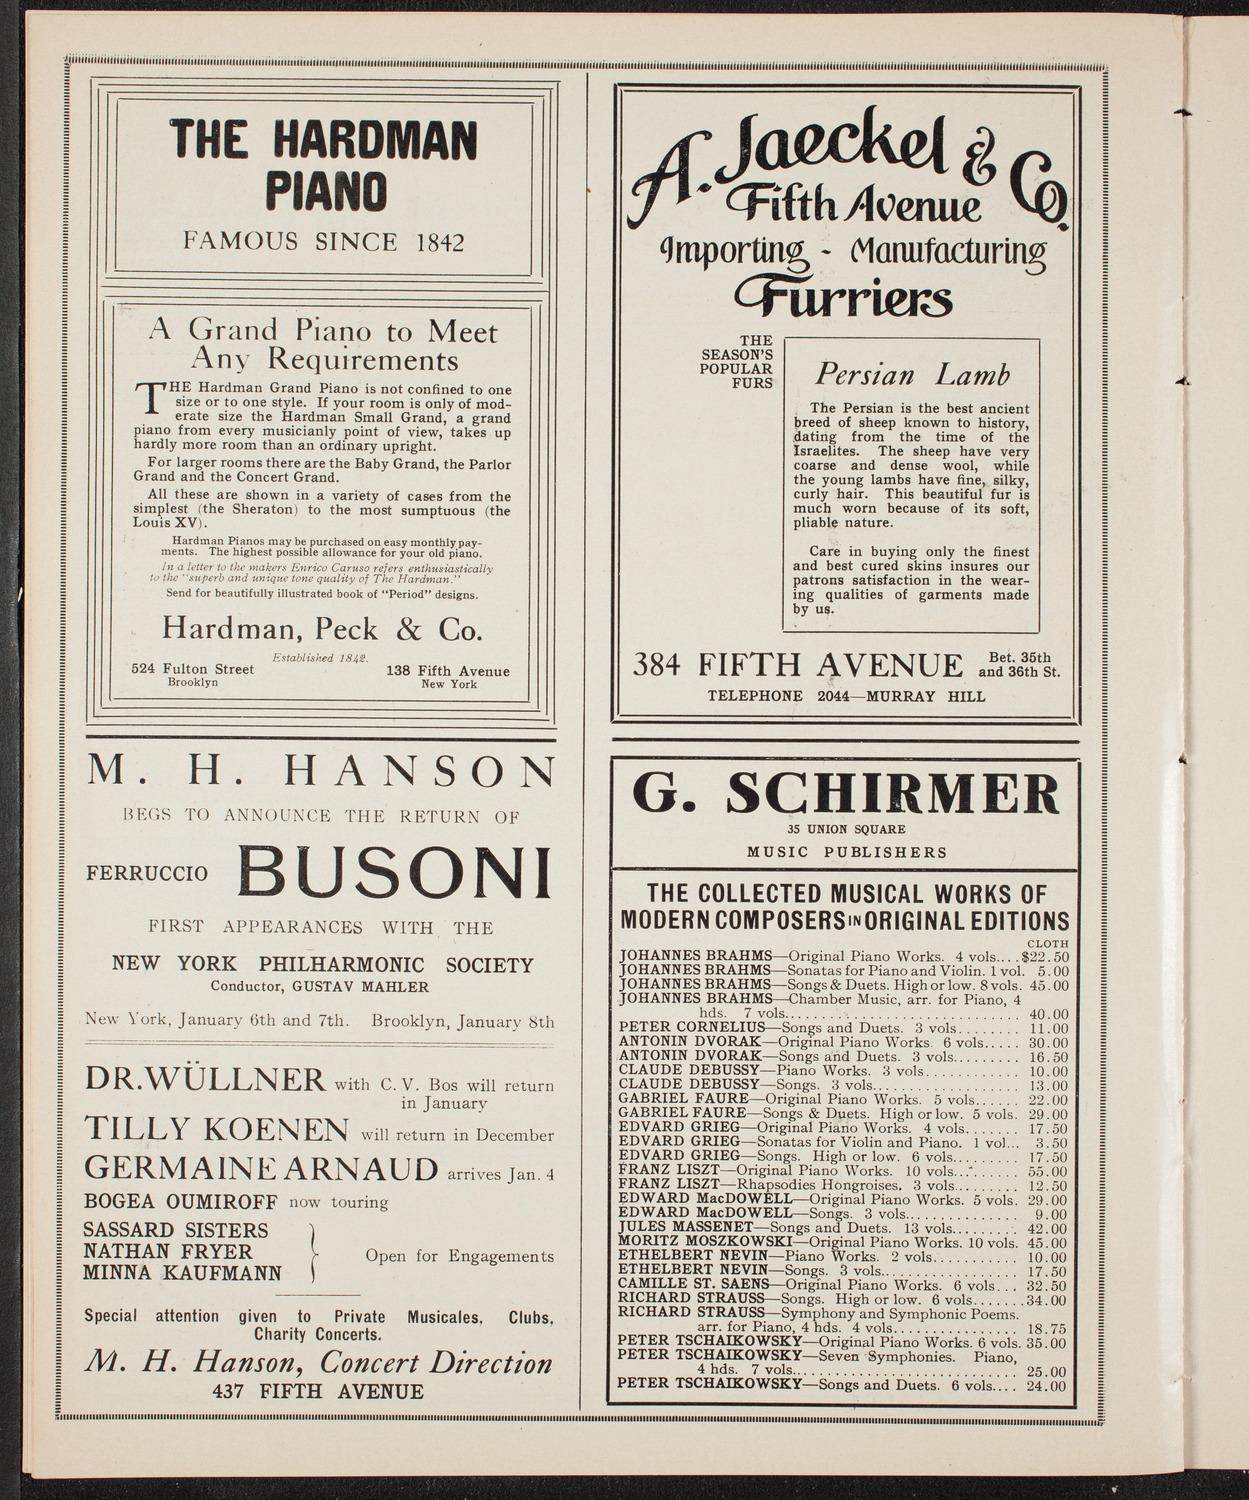 THE HARDMAN
PIANO
FAMOUS SINCE 1842
A Grand Piano to Meet
Any Requirements
THE Hardman Grand Piano is not confined to one
size or to one style. If your room is only of mod-
erate size the Hardman Small Grand, a grand
piano from every musicianly point of view, takes up
hardly more room than an ordinary upright.
For larger rooms there are the Baby Grand, the Parlor
Grand and the Concert Grand.
All these are shown in a variety of cases from the
simplest (the Sheraton) to the most sumptuous (the
Louis XV).
Hardman Pianos may be purchased on easy monthly pay-
ments. The highest possible allowance for your old piano.
In a letter to the makers Enrico Caruso refers enthusiastically
to the "superb and unique tone quality of The Hardman."
Send for beautifully illustrated book of "Period" designs.
Hardman, Peck & Co.
Established 1842.
524 Fulton Street 138 Fifth Avenue
Brooklyn New York
M. H. HANSON
BEGS TO ANNOUNCE THE RETURN OF
FERRUCCIO BUSONI
FIRST APPEARANCES WITH THE
NEW YORK PHILHARMONIC SOCIETY
Conductor, GUSTAV MAHLER
New York, January 6th and 7th. Brooklyn, January 8th
DR. WÜLLNER with C. V. Bos will return
in January
TILLY KOENEN will return in December
GERMAINE ARNAUD arrives Jan. 4
BOGEA OUMIROFF now touring
SASSARD SISTERS
NATHAN FRYER
MINNA KAUFMANN
Open for Engagements
Special attention given to Private Musicales, Clubs,
Charity Concerts.
M. H. Hanson, Concert Direction
437 FIFTH AVENUE
A. Jaeckel & Co.
Fifth Avenue
Importing - Manufacturing
Furriers
THE
SEASON'S
POPULAR
FURS
Persian Lamb
The Persian is the best ancient
breed of sheep known to history,
dating from the time of the
Israelites. The sheep have very
coarse and dense wool, while
the young lambs have fine, silky,
curly hair. This beautiful fur is
much worn because of its soft,
pliable nature.
Care in buying only the finest
and best cured skins insures our
patrons satisfaction in the wear-
ing qualities of garments made
by us.
384 FIFTH AVENUE Bet. 35th
and 36th St.
TELEPHONE 2044—MURRAY HILL
G. SCHIRMER
35 UNION SQUARE
MUSIC PUBLISHERS
THE COLLECTED MUSICAL WORKS OF
MODERN COMPOSERS IN ORIGINAL EDITIONS
CLOTH
JOHANNES BRAHMS—Original Piano Works. 4 vols....$22.50
JOHANNES BRAHMS—Sonatas for Piano and Violin. 1 vol. 5.00
JOHANNES BRAHMS—Songs & Duets. High or low. 8 vols. 45.00
JOHANNES BRAHMS—Chamber Music, arr. for Piano, 4
hds. 7 vols.............................. 40.00
PETER CORNELIUS—Songs and Duets. 3 vols........ 11.00
ANTONIN DVORAK—Original Piano Works. 6 vols..... 30.00
ANTONIN DVORAK—Songs and Duets. 3 vols......... 16.50
CLAUDE DEBUSSY—Piano Works. 3 vols............ 10.00
CLAUDE DEBUSSY—Songs. 3 vols.................. 13.00
GABRIEL FAURE—Original Piano Works. 5 vols...... 22.00
GABRIEL FAURE—Songs & Duets. High or low. 5 vols. 29.00
EDVARD GRIEG—Original Piano Works. 4 vols....... 17.50
EDVARD GRIEG—Sonatas for Violin and Piano. 1 vol... 3.50
EDVARD GRIEG—Songs. High or low. 6 vols......... 17.50
FRANZ LISZT—Original Piano Works. 10 vols......... 55.00
FRANZ LISZT—Rhapsodies Hongroises. 3 vols......... 12.50
EDWARD MacDOWELL—Original Piano Works. 5 vols. 29.00
EDWARD MacDOWELL—Songs. 3 vols.............. 9.00
JULES MASSENET—Songs and Duets. 13 vols......... 42.00
MORITZ MOSZKOWSKI—Original Piano Works. 10 vols. 45.00
ETHELBERT NEVIN—Piano Works. 2 vols........... 10.00
ETHELBERT NEVIN—Songs. 3 vols................. 17.50
CAMILLE ST. SAENS—Original Piano Works. 6 vols... 32.50
RICHARD STRAUSS—Songs. High or low. 6 vols.......34.00
RICHARD STRAUSS—Symphony and Symphonic Poems.
arr. for Piano, 4 hds. 4 vols................ 18.75
PETER TSCHAIKOWSKY—Original Piano Works. 6 vols. 35.00
PETER TSCHAIKOWSKY—Seven Symphonies. Piano,
4 hds. 7 vols............................. 25.00
PETER TSCHAIKOWSKY—Songs and Duets. 6 vols.... 24.00